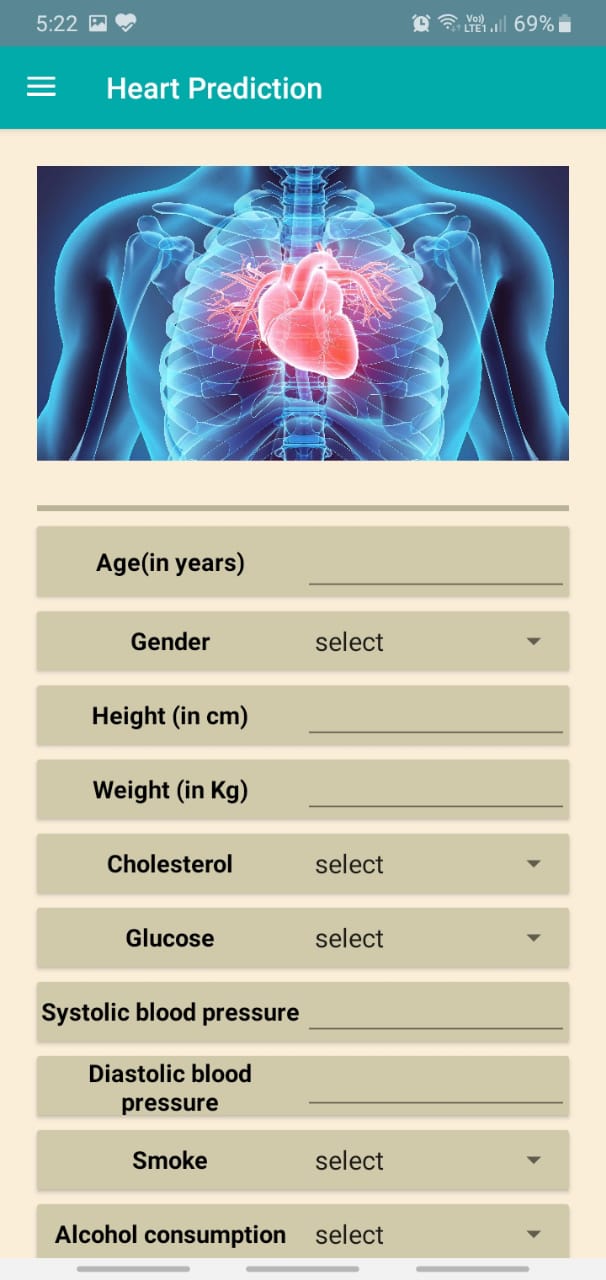 5:22 Vo)) LTE1 69%
Heart Prediction
Age(in years)
Gender select
Height (in cm)
Weight (in Kg)
Cholesterol select
Glucose select
Systolic blood pressure
Diastolic blood
pressure
Smoke select
Alcohol consumption select